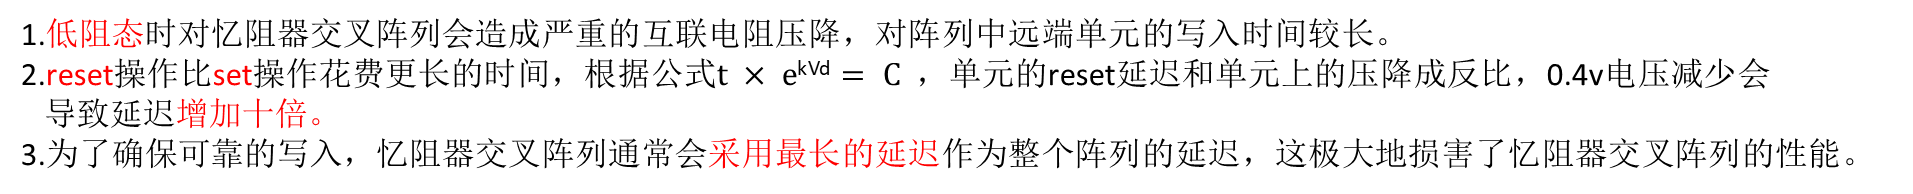 1.低阻态时对忆阻器交叉阵列会造成严重的互联电阻压降，对阵列中远端单元的写入时间较长。
2.reset操作比set操作花费更长的时间，根据公式t × e^kVd = C ，单元的reset延迟和单元上的压降成反比，0.4v电压减少会
导致延迟增加十倍。
3.为了确保可靠的写入，忆阻器交叉阵列通常会采用最长的延迟作为整个阵列的延迟，这极大地损害了忆阻器交叉阵列的性能。